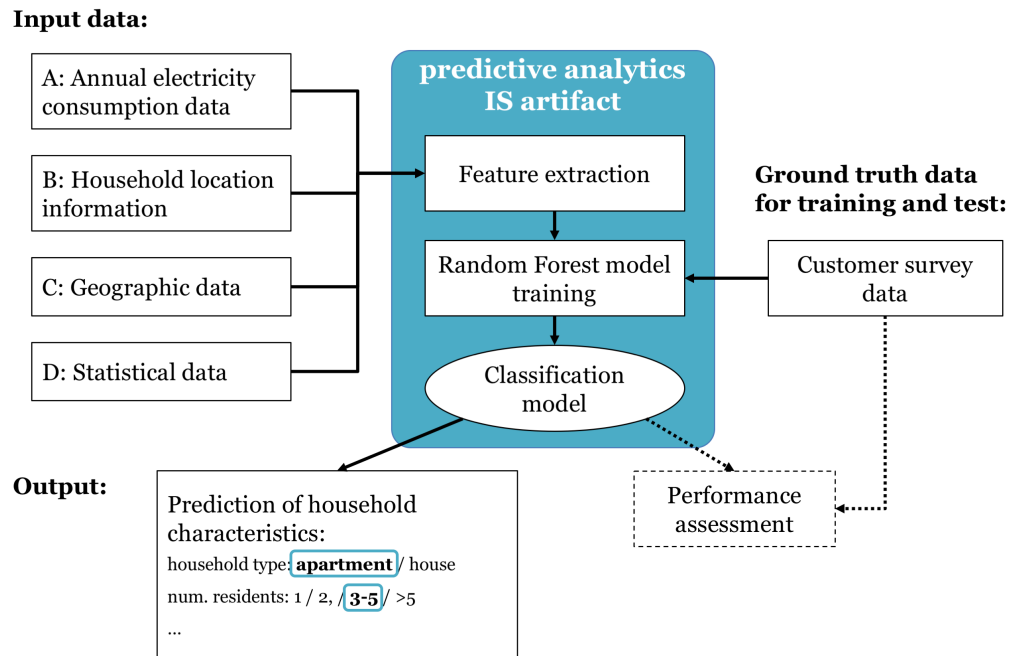 Input data:
A: Annual electricity
consumption data
B: Household location
information
C: Geographic data
D: Statistical data
predictive analytics
IS artifact
Feature extraction
Random Forest model
training
Classification
model
Ground truth data
for training and test:
Customer survey
data
Output:
Prediction of household
characteristics:
household type: apartment / house
num. residents: 1 / 2, / 3-5 / >5
...
Performance
assessment